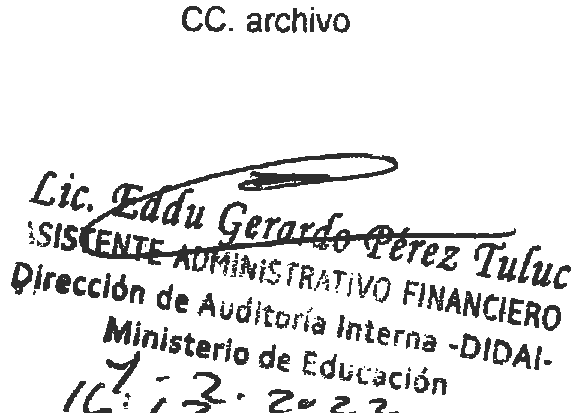 CC. archivo
Lic. Eddu Gerardo Pérez Tuluc
ASISTENTE ADMINISTRATIVO FINANCIERO
Dirección de Auditoría Interna -DIDAI-
Ministerio de Educación